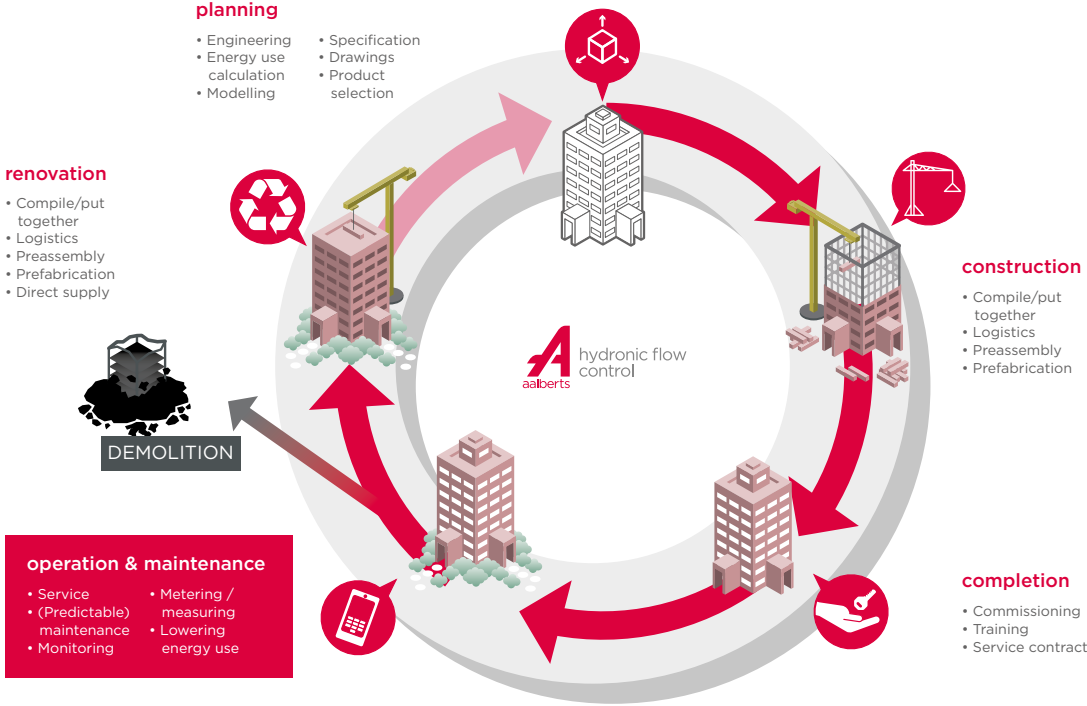 planning
• Engineering
• Energy use
calculation
• Modelling
• Specification
• Drawings
• Product
selection
renovation
• Compile/put
together
• Logistics
• Preassembly
• Prefabrication
• Direct supply
construction
• Compile/put
together
• Logistics
• Preassembly
• Prefabrication
aalberts
hydronic flow
control
DEMOLITION
operation & maintenance
• Service
• (Predictable)
maintenance
• Monitoring
• Metering /
measuring
• Lowering
energy use
completion
• Commissioning
• Training
• Service contract